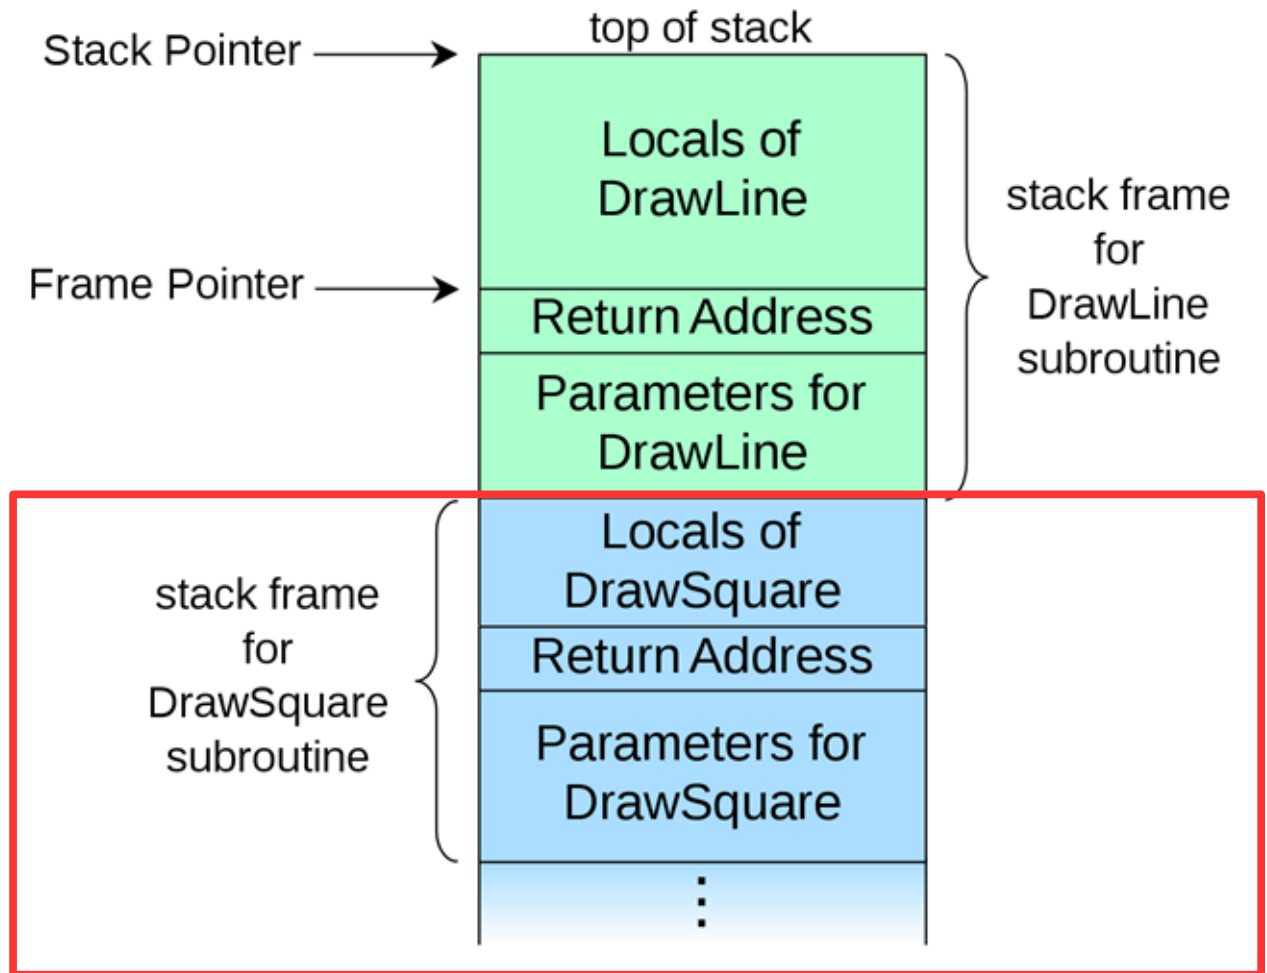 top of stack
Stack Pointer
Locals of
DrawLine
stack frame
for
DrawLine
subroutine
Frame Pointer
Return Address
Parameters for
DrawLine
Locals of
DrawSquare
stack frame
for
DrawSquare
subroutine
Return Address
Parameters for
DrawSquare
⋮